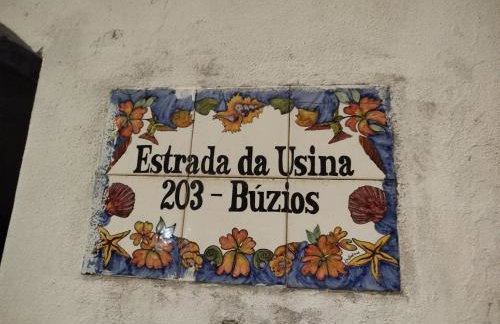 Estrada da Usina
203 - Búzios